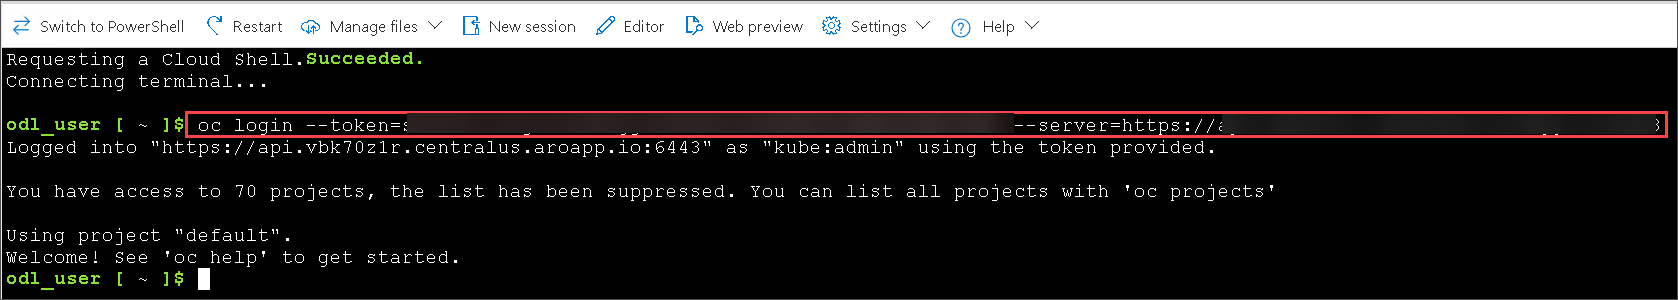 Switch to PowerShell Restart Manage files New session Editor Web preview Settings Help
Requesting a Cloud Shell.Succeeded.
Connecting terminal...
odl_user [ ~ ]$ oc login --token= --server=https://
Logged into "https://api.vbk70z1r.centralus.aroapp.io:6443" as "kube:admin" using the token provided.
You have access to 70 projects, the list has been suppressed. You can list all projects with 'oc projects'
Using project "default".
Welcome! See 'oc help' to get started.
odl_user [ ~ ]$